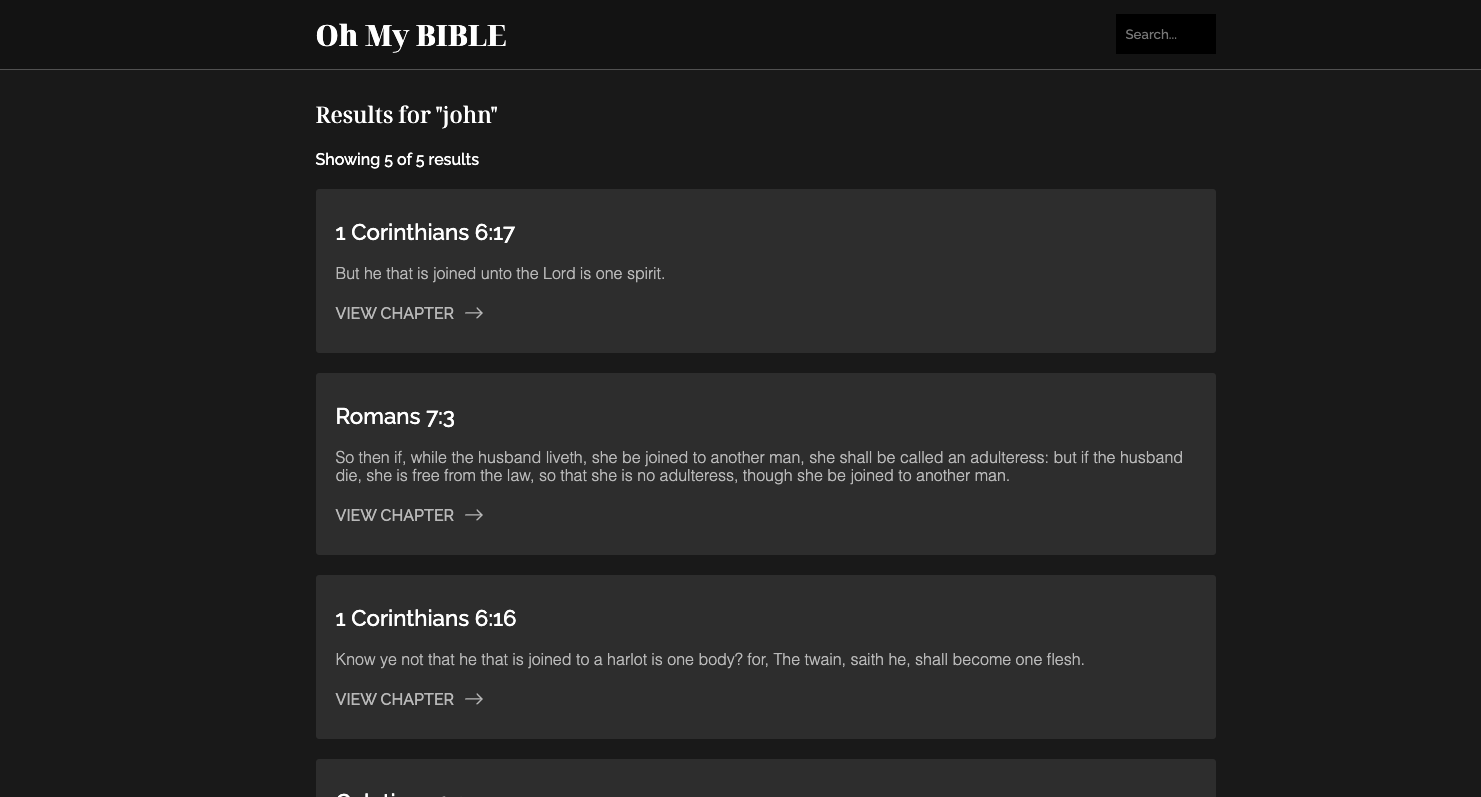 Oh My BIBLE
Search...
Results for "john"
Showing 5 of 5 results
1 Corinthians 6:17
But he that is joined unto the Lord is one spirit.
VIEW CHAPTER
Romans 7:3
So then if, while the husband liveth, she be joined to another man, she shall be called an adulteress: but if the husband
die, she is free from the law, so that she is no adulteress, though she be joined to another man.
VIEW CHAPTER
1 Corinthians 6:16
Know ye not that he that is joined to a harlot is one body? for, The twain, saith he, shall become one flesh.
VIEW CHAPTER